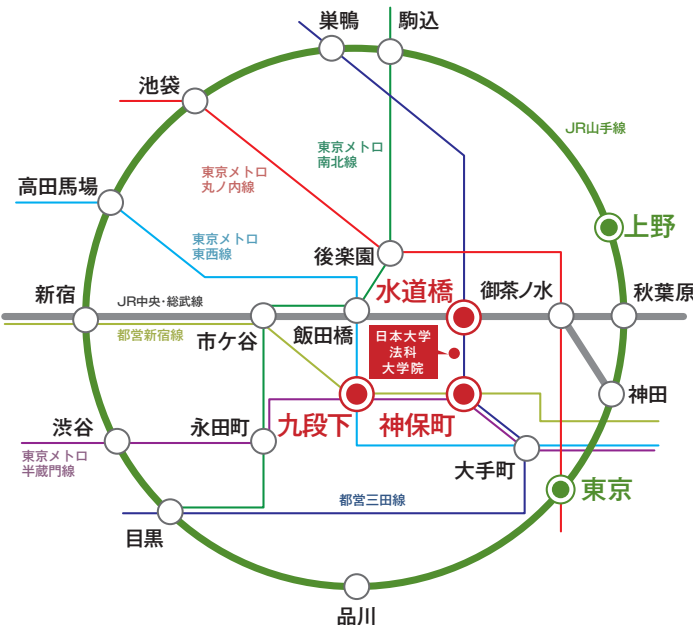 巣鴨
駒込
池袋
JR山手線
東京メトロ
南北線
東京メトロ
丸ノ内線
高田馬場
上野
東京メトロ
東西線
後楽園
水道橋
御茶ノ水
新宿
JR中央・総武線
秋葉原
都営新宿線
市ケ谷
飯田橋
日本大学
法科
大学院
神田
渋谷
永田町
九段下
神保町
東京メトロ
半蔵門線
大手町
都営三田線
東京
目黒
品川